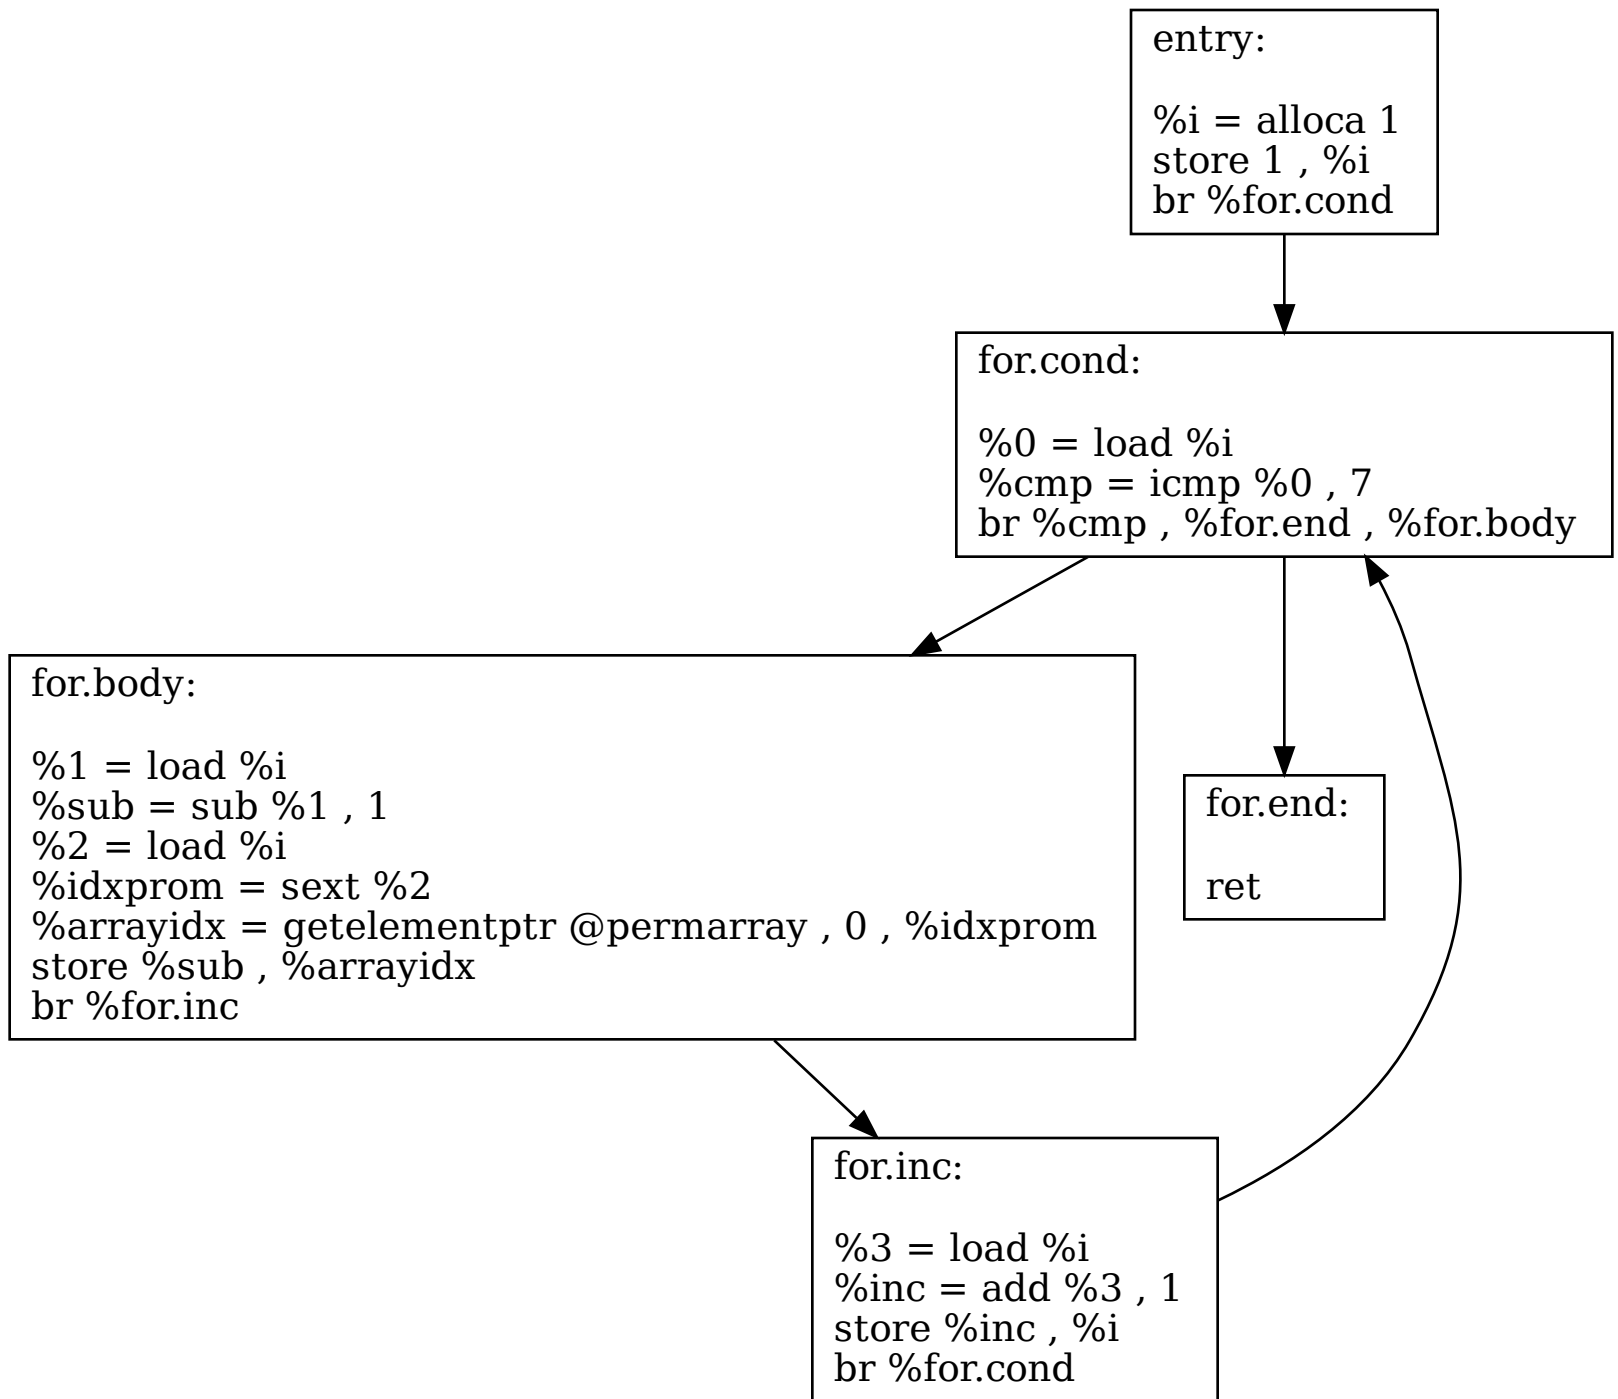 entry:
%i = alloca 1
store 1 , %i
br %for.cond
for.cond:
%0 = load %i
%cmp = icmp %0 , 7
br %cmp , %for.end , %for.body
for.body:
%1 = load %i
%sub = sub %1 , 1
%2 = load %i
%idxprom = sext %2
%arrayidx = getelementptr @permarray , 0 , %idxprom
store %sub , %arrayidx
br %for.inc
for.end:
ret
for.inc:
%3 = load %i
%inc = add %3 , 1
store %inc , %i
br %for.cond